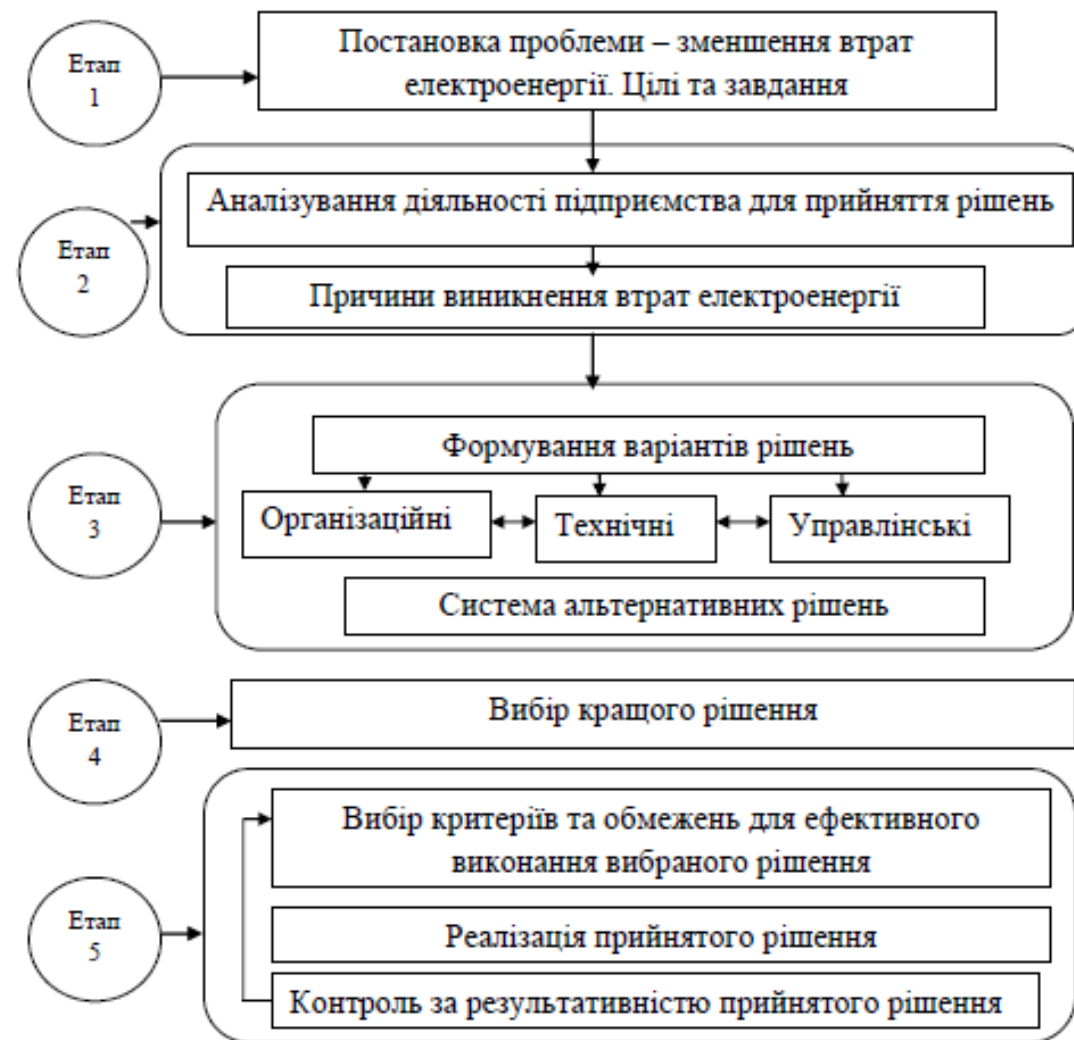 Етап
1
Постановка проблеми – зменшення втрат
електроенергії. Цілі та завдання
Етап
2
Аналізування діяльності підприємства для прийняття рішень
Причини виникнення втрат електроенергії
Етап
3
Формування варіантів рішень
Організаційні
Технічні
Управлінські
Система альтернативних рішень
Етап
4
Вибір кращого рішення
Етап
5
Вибір критеріїв та обмежень для ефективного
виконання вибраного рішення
Реалізація прийнятого рішення
Контроль за результативністю прийнятого рішення